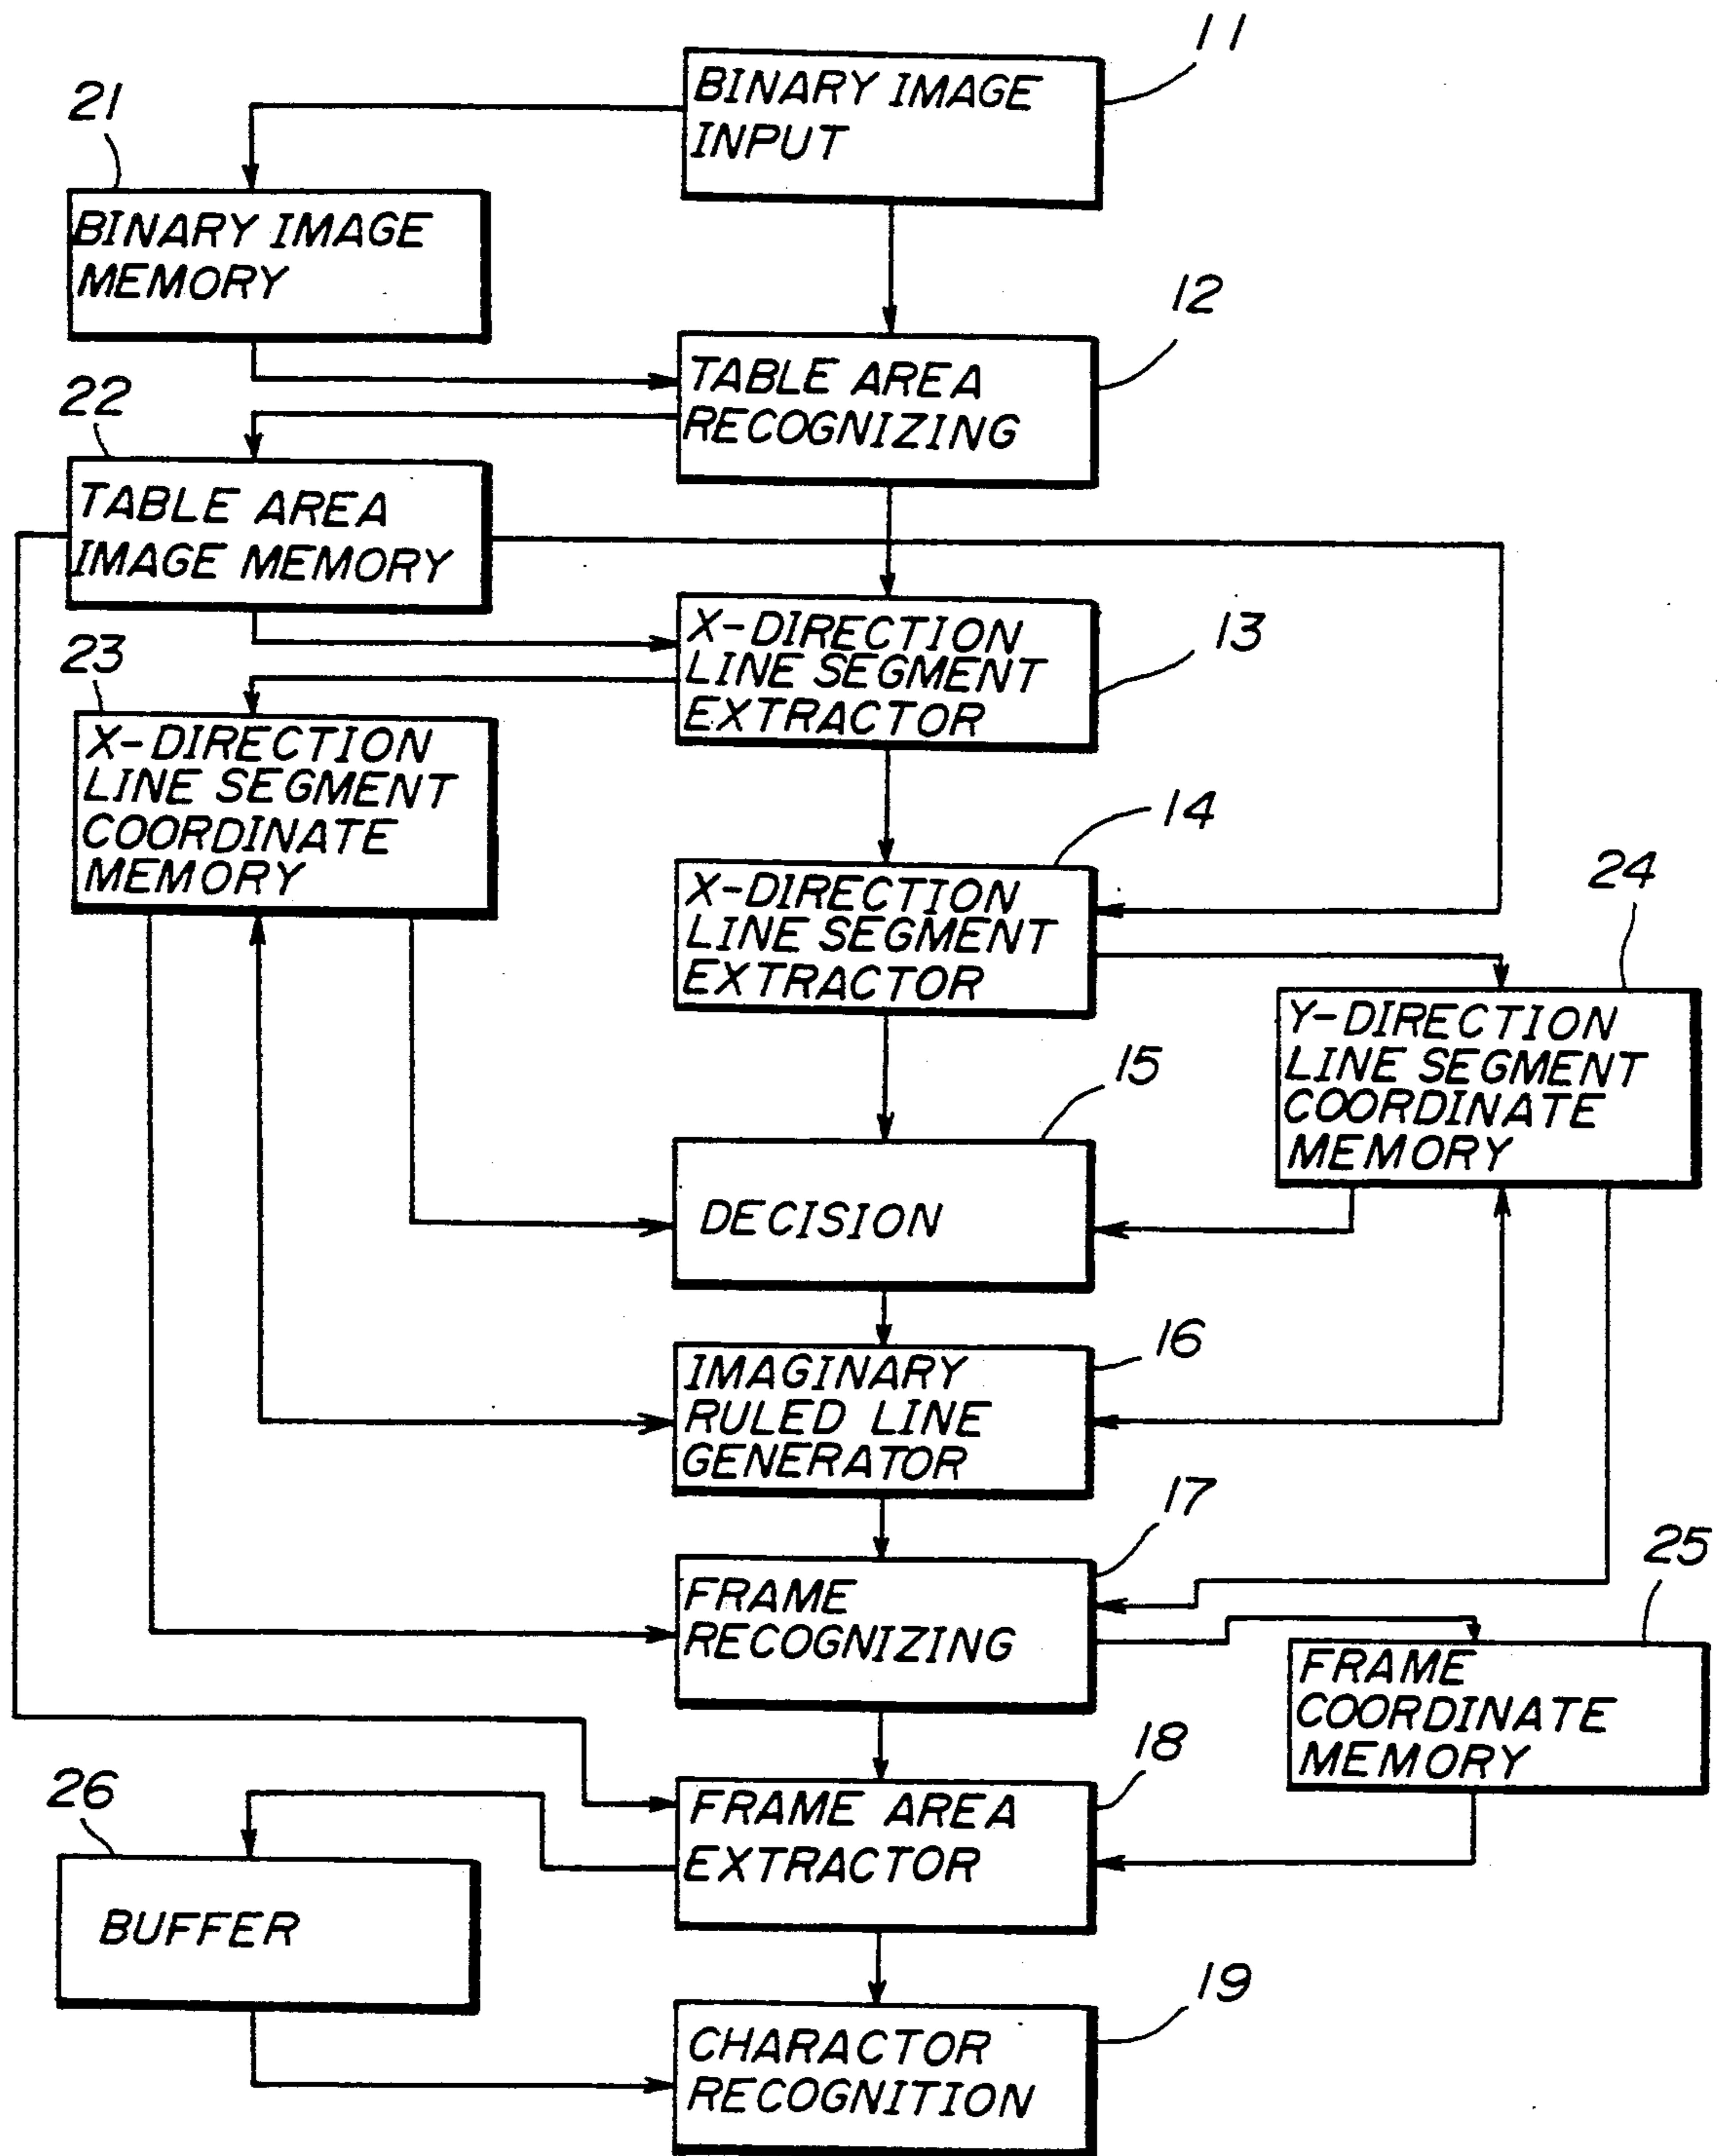 11
BINARY IMAGE
INPUT
21
BINARY IMAGE
MEMORY
12
TABLE AREA
RECOGNIZING
22
TABLE AREA
IMAGE MEMORY
13
X-DIRECTION
LINE SEGMENT
EXTRACTOR
23
X-DIRECTION
LINE SEGMENT
COORDINATE
MEMORY
14
X-DIRECTION
LINE SEGMENT
EXTRACTOR
24
Y-DIRECTION
LINE SEGMENT
COORDINATE
MEMORY
15
DECISION
16
IMAGINARY
RULED LINE
GENERATOR
17
FRAME
RECOGNIZING
25
FRAME
COORDINATE
MEMORY
18
FRAME AREA
EXTRACTOR
26
BUFFER
19
CHARACTOR
RECOGNITION